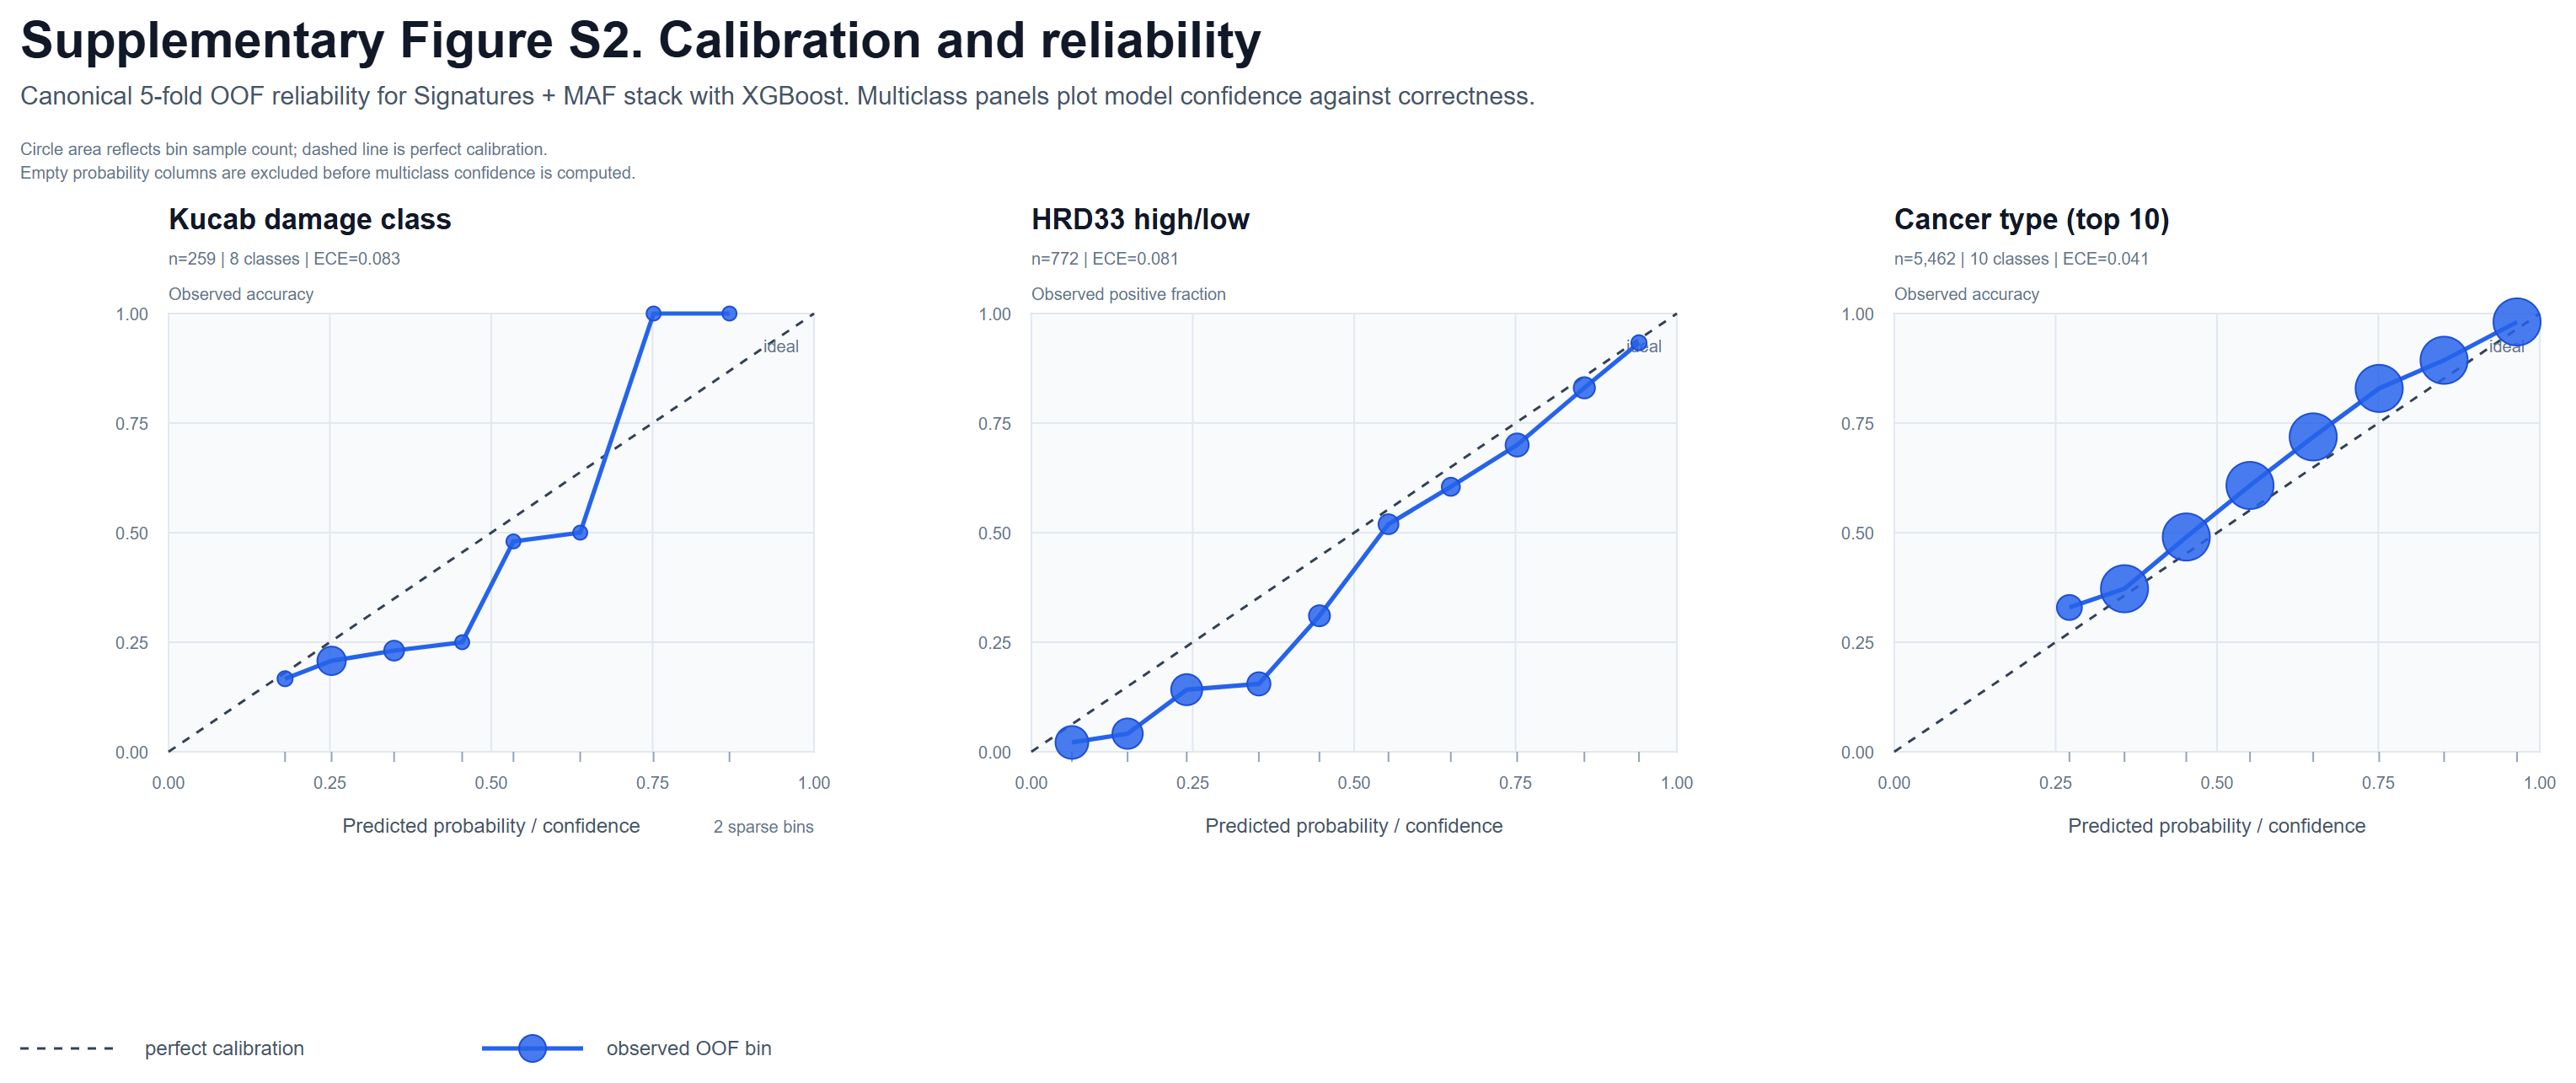 Supplementary Figure S2. Calibration and reliability
Canonical 5-fold OOF reliability for Signatures + MAF stack with XGBoost. Multiclass panels plot model confidence against correctness.
Circle area reflects bin sample count; dashed line is perfect calibration.
Empty probability columns are excluded before multiclass confidence is computed.
Kucab damage class
n=259 | 8 classes | ECE=0.083
Observed accuracy
1.00
0.75
0.50
0.25
0.00
ideal
0.00 0.25 0.50 0.75 1.00
Predicted probability / confidence
2 sparse bins
HRD33 high/low
n=772 | ECE=0.081
Observed positive fraction
1.00
0.75
0.50
0.25
0.00
ideal
0.00 0.25 0.50 0.75 1.00
Predicted probability / confidence
Cancer type (top 10)
n=5,462 | 10 classes | ECE=0.041
Observed accuracy
1.00
0.75
0.50
0.25
0.00
ideal
0.00 0.25 0.50 0.75 1.00
Predicted probability / confidence
perfect calibration
observed OOF bin